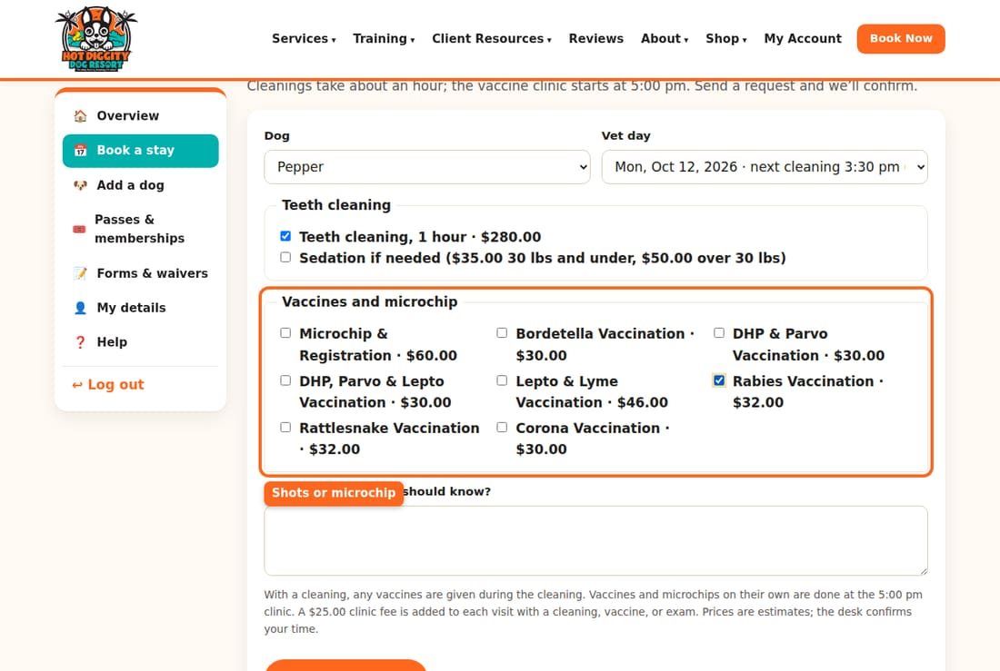 HOT DIGGITY
DOG RESORT
Services ▾
Training ▾
Client Resources ▾
Reviews
About ▾
Shop ▾
My Account
Book Now
Overview
Book a stay
Add a dog
Passes &
memberships
Forms & waivers
My details
Help
↩ Log out
Cleanings take about an hour; the vaccine clinic starts at 5:00 pm. Send a request and we'll confirm.
Dog
Vet day
Pepper
Mon, Oct 12, 2026 · next cleaning 3:30 pm
Teeth cleaning
Teeth cleaning, 1 hour · $280.00
Sedation if needed ($35.00 30 lbs and under, $50.00 over 30 lbs)
Vaccines and microchip
Microchip &
Registration · $60.00
Bordetella Vaccination ·
$30.00
DHP & Parvo
Vaccination · $30.00
DHP, Parvo & Lepto
Vaccination · $30.00
Lepto & Lyme
Vaccination · $46.00
Rabies Vaccination ·
$32.00
Rattlesnake Vaccination
· $32.00
Corona Vaccination ·
$30.00
Shots or microchip
should know?
With a cleaning, any vaccines are given during the cleaning. Vaccines and microchips on their own are done at the 5:00 pm
clinic. A $25.00 clinic fee is added to each visit with a cleaning, vaccine, or exam. Prices are estimates; the desk confirms
your time.